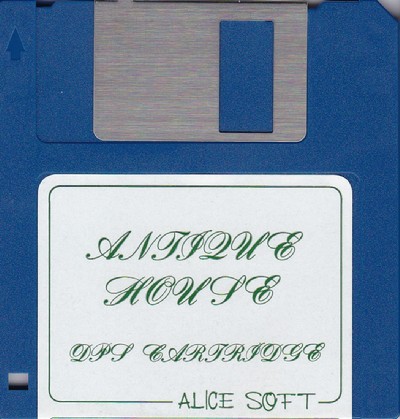 ANTIQUE
HOUSE
DPS CARTRIDGE
ALICE SOFT